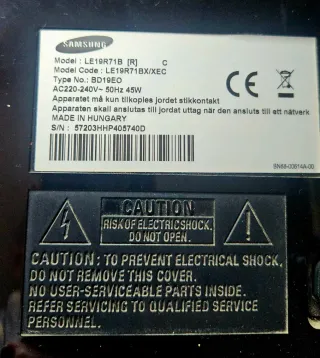 SAMSUNG
Model : LE19R71B [R] C
Model Code : LE19R71BX/XEC
Type No.: BD19EO
AC220-240V~ 50Hz 45W
Apparatet må kun tilkoples jordet stikkontakt
Apparaten skall anslutas till jordat uttag när den ansluts till ett nätverk
MADE IN HUNGARY
S/N : 57203HHP405740D
CE
BN68-00814A-00
CAUTION
RISK OF ELECTRIC SHOCK.
DO NOT OPEN.
CAUTION: TO PREVENT ELECTRICAL SHOCK,
DO NOT REMOVE THIS COVER.
NO USER-SERVICEABLE PARTS INSIDE.
REFER SERVICING TO QUALIFIED SERVICE
PERSONNEL.